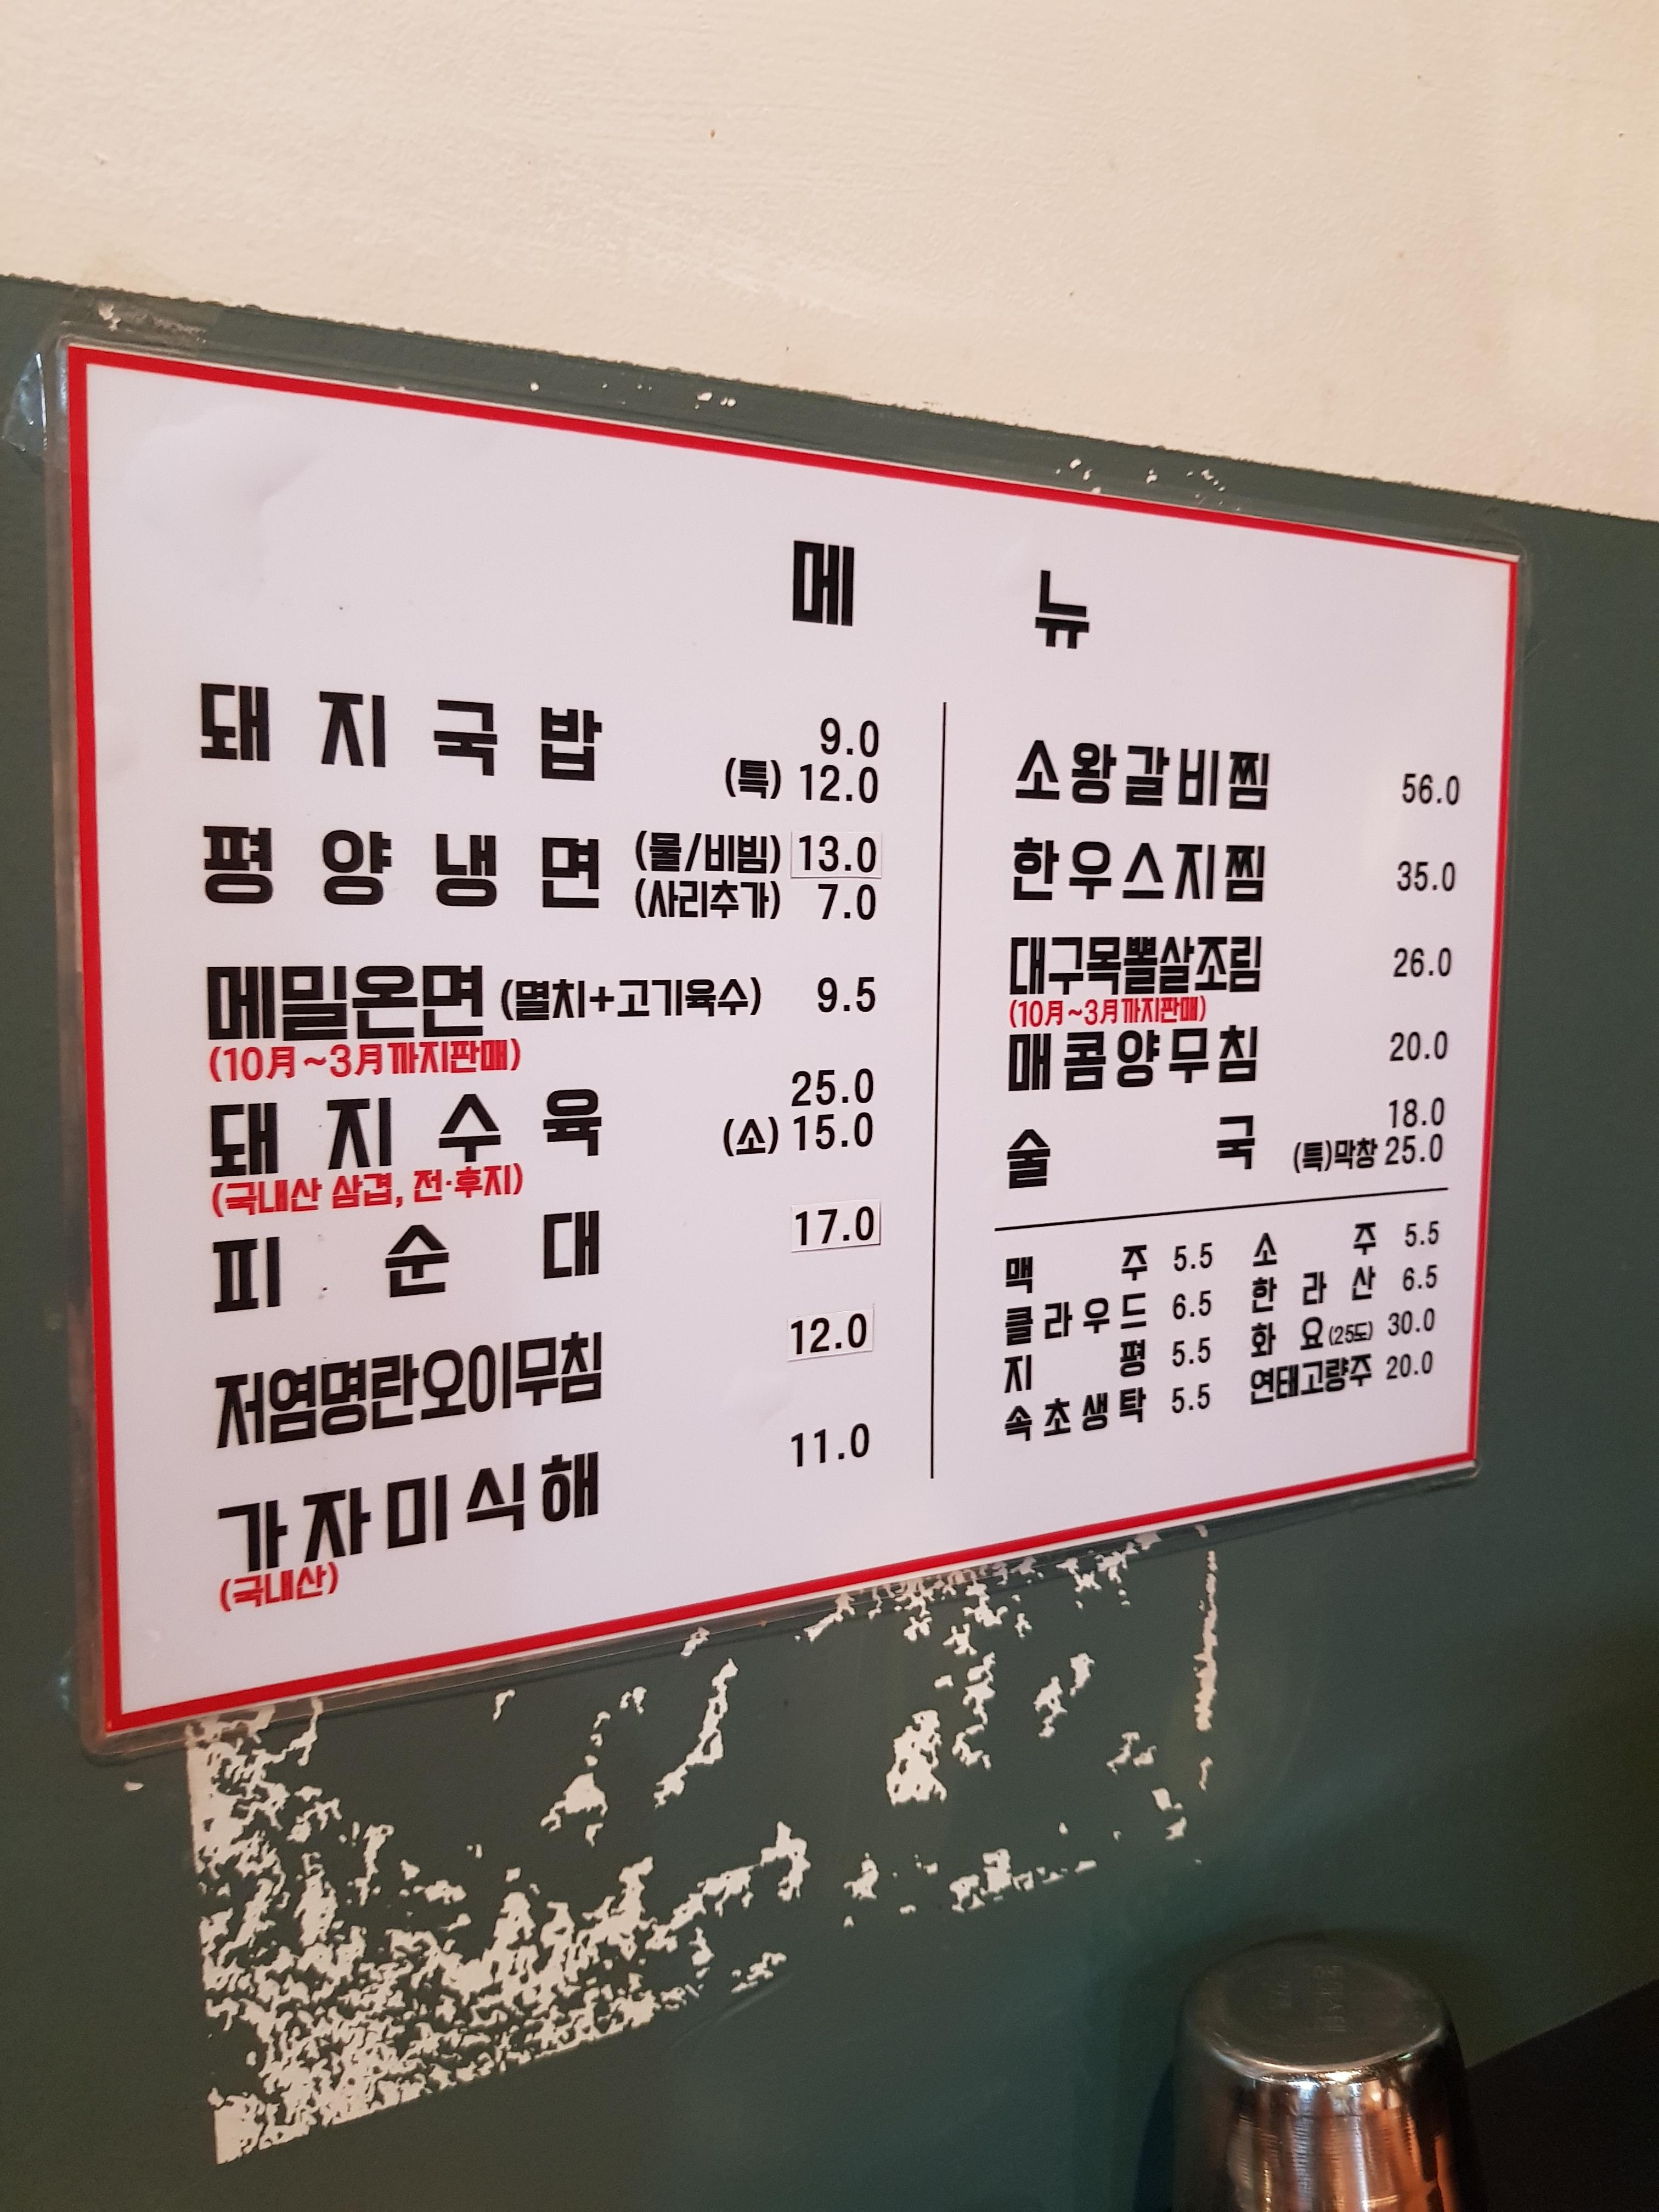 메 뉴
돼지국밥 9.0
(특) 12.0
평양냉면 (물/비빔) 13.0
(사리추가) 7.0
메밀온면 (멸치+고기육수) 9.5
(10月~3月까지판매)
돼지수육 25.0
(소) 15.0
(국내산 삼겹, 전·후지)
피순대 17.0
저염명란오이무침 12.0
가자미식해 11.0
(국내산)
소왕갈비찜 56.0
한우스지찜 35.0
대구목뽈살조림 26.0
(10月~3月까지판매)
매콤양무침 20.0
술국 18.0
(특)막창 25.0
맥주 5.5 소주 5.5
클라우드 6.5 한라산 6.5
지평 5.5 화요(25도) 30.0
속초생탁 5.5 연태고량주 20.0